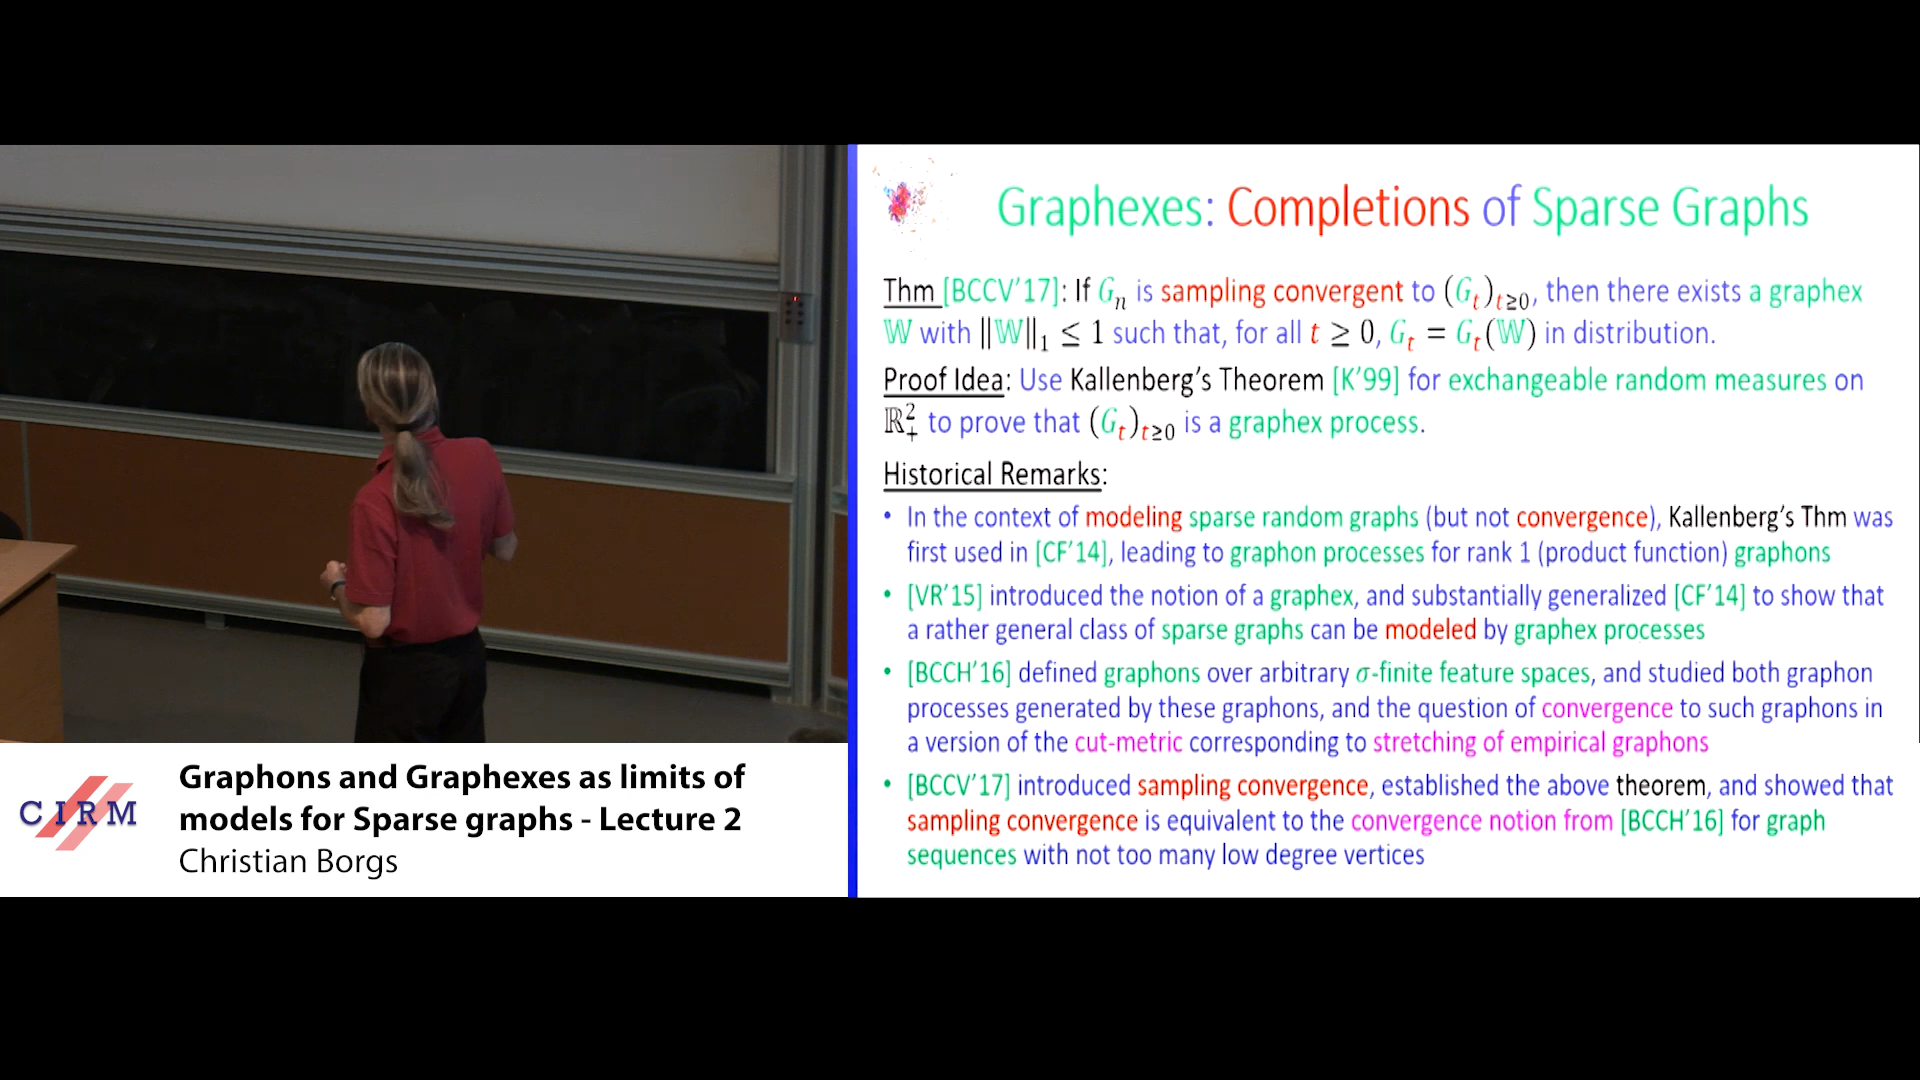 Graphexes: Completions of Sparse Graphs
Thm [BCCV'17]: If Gₙ is sampling convergent to (Gₜ)ₜ≥₀, then there exists a graphex
𝕎 with ‖𝕎‖₁ ≤ 1 such that, for all t ≥ 0, Gₜ = Gₜ(𝕎) in distribution.
Proof Idea: Use Kallenberg's Theorem [K'99] for exchangeable random measures on
ℝ₊² to prove that (Gₜ)ₜ≥₀ is a graphex process.
Historical Remarks:
• In the context of modeling sparse random graphs (but not convergence), Kallenberg's Thm was
first used in [CF'14], leading to graphon processes for rank 1 (product function) graphons
• [VR'15] introduced the notion of a graphex, and substantially generalized [CF'14] to show that
a rather general class of sparse graphs can be modeled by graphex processes
• [BCCH'16] defined graphons over arbitrary σ-finite feature spaces, and studied both graphon
processes generated by these graphons, and the question of convergence to such graphons in
a version of the cut-metric corresponding to stretching of empirical graphons
• [BCCV'17] introduced sampling convergence, established the above theorem, and showed that
sampling convergence is equivalent to the convergence notion from [BCCH'16] for graph
sequences with not too many low degree vertices
CIRM
Graphons and Graphexes as limits of
models for Sparse graphs - Lecture 2
Christian Borgs